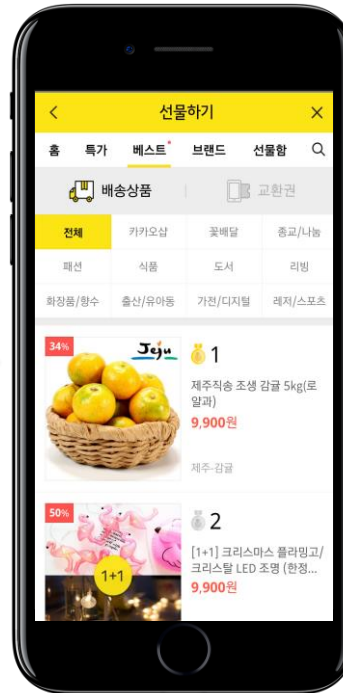 선물하기
홈 특가 베스트 브랜드 선물함
배송상품 교환권
전체 카카오샵 꽃배달 종교/나눔
패션 식품 도서 리빙
화장품/향수 출산/유아동 가전/디지털 레저/스포츠
34%
Jeju
1
제주직송 조생 감귤 5kg(로
얄과)
9,900원
제주-감귤
50%
1+1
2
[1+1] 크리스마스 플라밍고/
크리스탈 LED 조명 (한정...
9,900원